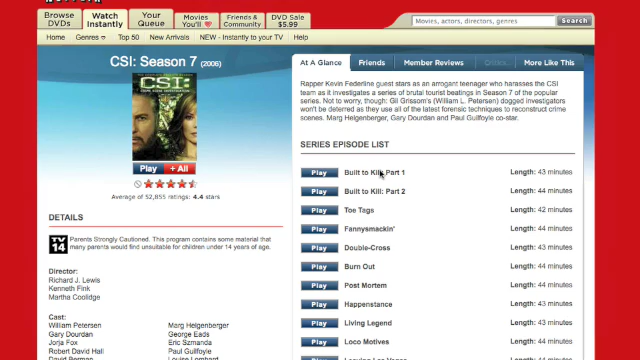 Browse DVDs
Watch Instantly
Your Queue
Movies You'll
Friends & Community
DVD Sale $5.99
Movies, actors, directors, genres
Search
Home
Genres
Top 50
New Arrivals
NEW - Instantly to your TV
Help
CSI: Season 7 (2006)
At A Glance
Friends
Member Reviews
More Like This
CSI:
Play
+ All
Average of 52,855 ratings: 4.4 stars
DETAILS
TV
14
Parents Strongly Cautioned. This program contains some material that
many parents would find unsuitable for children under 14 years of age.
Director:
Richard J. Lewis
Kenneth Fink
Martha Coolidge
Cast:
William Petersen
Marg Helgenberger
Gary Dourdan
George Eads
Jorja Fox
Eric Szmanda
Robert David Hall
Paul Guilfoyle
David Berman
Louise Lombard
Rapper Kevin Federline guest stars as an arrogant teenager who harasses the CSI
team as it investigates a series of brutal tourist beatings in Season 7 of the popular
series. Not to worry, though: Gil Grissom's (William L. Petersen) dogged investigators
won't be deterred as they use all of the latest forensic techniques to reconstruct crime
scenes. Marg Helgenberger, Gary Dourdan and Paul Guilfoyle co-star.
SERIES EPISODE LIST
Play Built to Kill: Part 1 Length: 43 minutes
Play Built to Kill: Part 2 Length: 44 minutes
Play Toe Tags Length: 42 minutes
Play Fannysmackin' Length: 44 minutes
Play Double-Cross Length: 43 minutes
Play Burn Out Length: 44 minutes
Play Post Mortem Length: 44 minutes
Play Happenstance Length: 43 minutes
Play Living Legend Length: 43 minutes
Play Loco Motives Length: 44 minutes